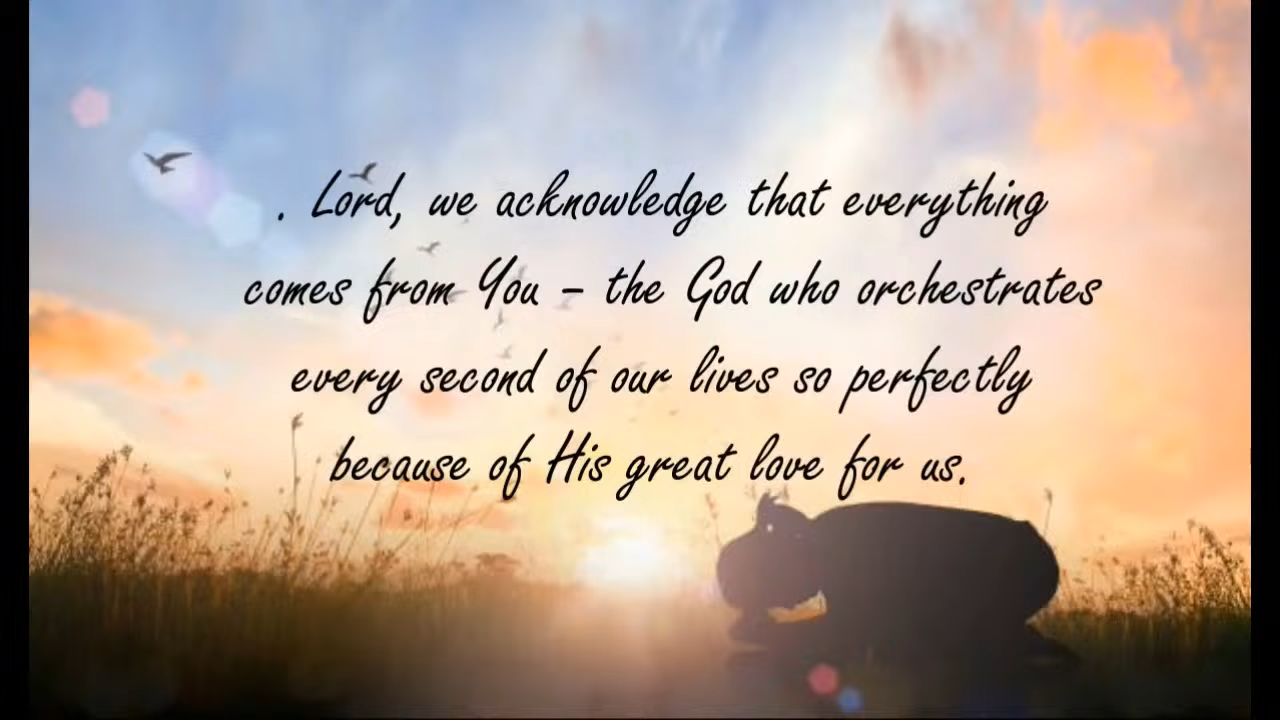 . Lord, we acknowledge that everything
comes from You – the God who orchestrates
every second of our lives so perfectly
because of His great love for us.